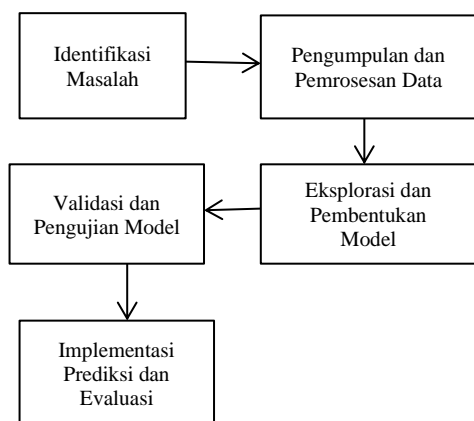 Identifikasi
Masalah
Pengumpulan dan
Pemrosesan Data
Eksplorasi dan
Pembentukan
Model
Validasi dan
Pengujian Model
Implementasi
Prediksi dan
Evaluasi